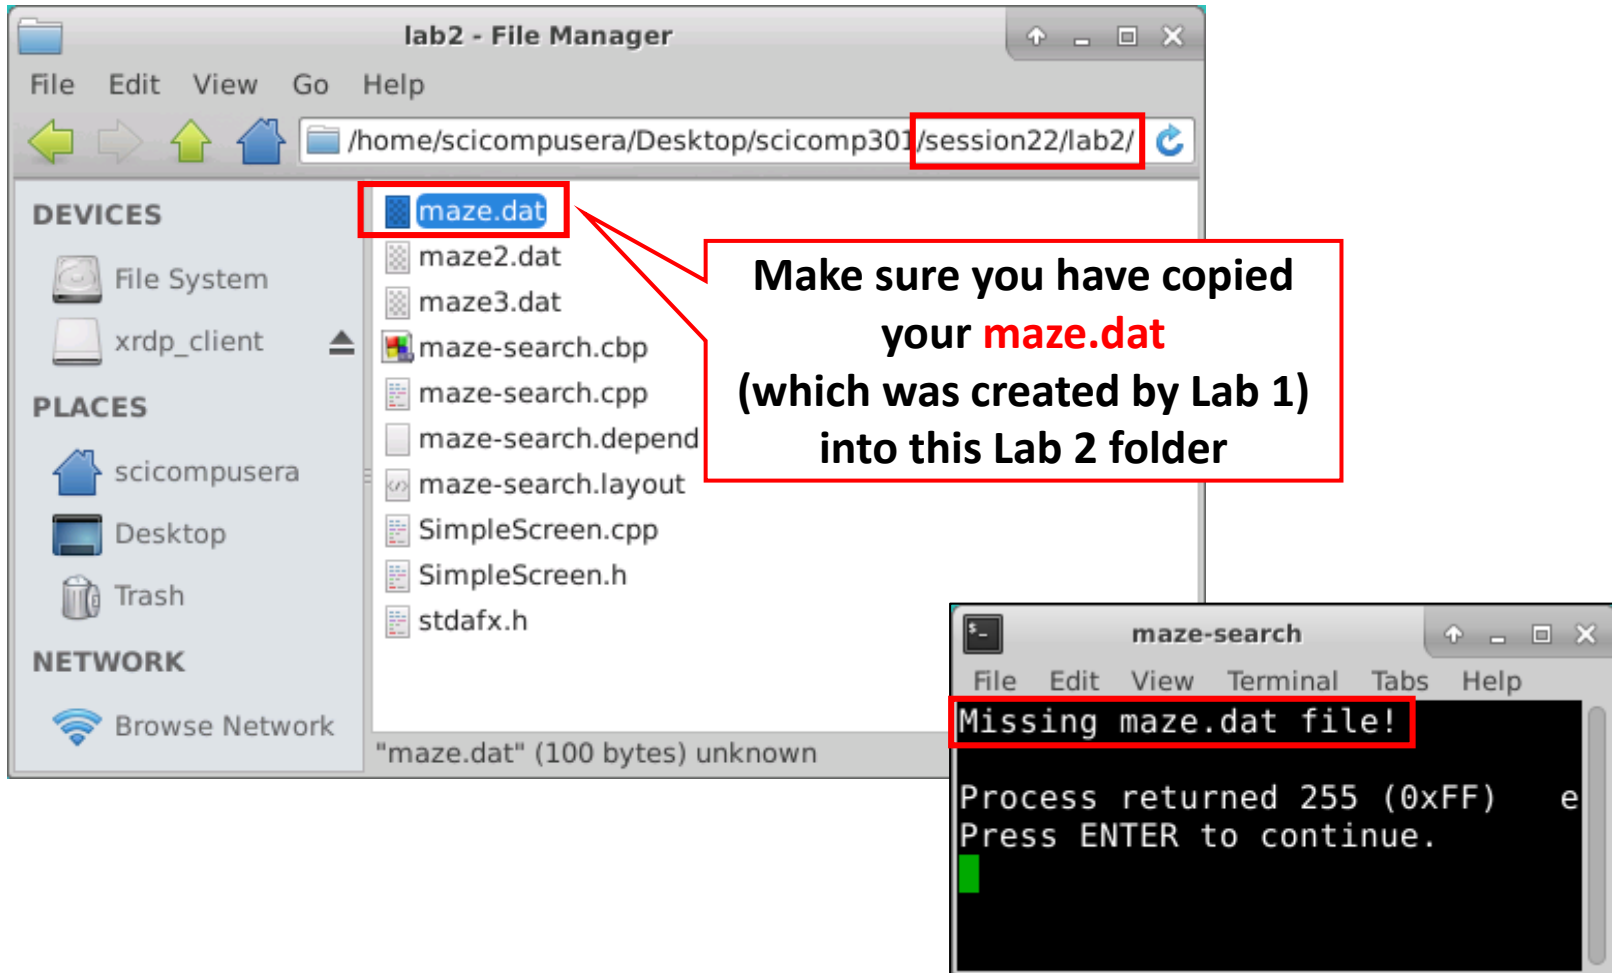 lab2 - File Manager
File Edit View Go Help
/home/scicompusera/Desktop/scicomp301/session22/lab2/
DEVICES
File System
xrdp_client
PLACES
scicompusera
Desktop
Trash
NETWORK
Browse Network
maze.dat
maze2.dat
maze3.dat
maze-search.cbp
maze-search.cpp
maze-search.depend
maze-search.layout
SimpleScreen.cpp
SimpleScreen.h
stdafx.h
"maze.dat" (100 bytes) unknown
Make sure you have copied
your maze.dat
(which was created by Lab 1)
into this Lab 2 folder
maze-search
File Edit View Terminal Tabs Help
Missing maze.dat file!
Process returned 255 (0xFF) e
Press ENTER to continue.